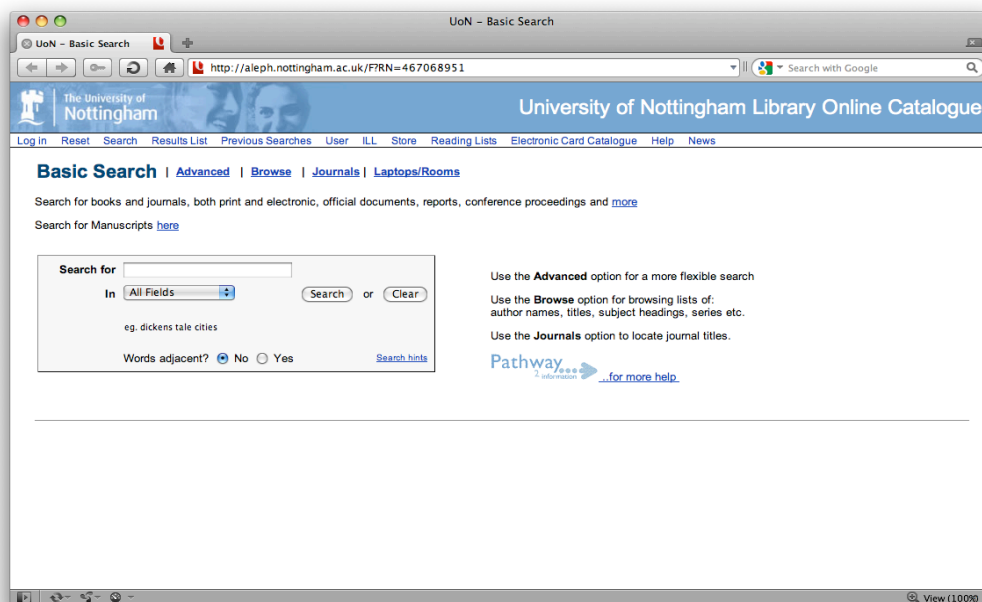 UoN – Basic Search
UoN – Basic Search
http://aleph.nottingham.ac.uk/F?RN=467068951
Search with Google
The University of
Nottingham
University of Nottingham Library Online Catalogue
Log in Reset Search Results List Previous Searches User ILL Store Reading Lists Electronic Card Catalogue Help News
Basic Search | Advanced | Browse | Journals | Laptops/Rooms
Search for books and journals, both print and electronic, official documents, reports, conference proceedings and more
Search for Manuscripts here
Search for
In All Fields Search or Clear
eg. dickens tale cities
Words adjacent? No Yes Search hints
Use the Advanced option for a more flexible search
Use the Browse option for browsing lists of:
author names, titles, subject headings, series etc.
Use the Journals option to locate journal titles.
Pathway...
2 information ...for more help
View (100%)